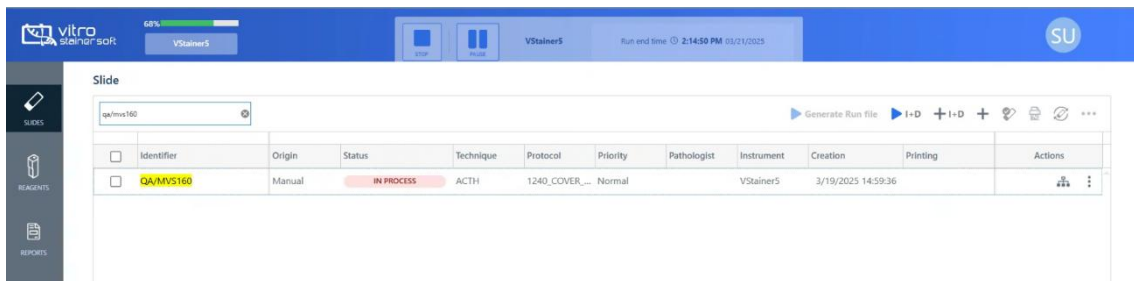 vitro
stainersoft
68%
VStainer5
STOP
PAUSE
VStainer5
Run end time 2:14:50 PM 03/21/2025
SU
SLIDES
REAGENTS
REPORTS
Slide
qa/mvs160
Generate Run file I+D I+D
Identifier Origin Status Technique Protocol Priority Pathologist Instrument Creation Printing Actions
QA/MVS160 Manual IN PROCESS ACTH 1240_COVER_... Normal VStainer5 3/19/2025 14:59:36